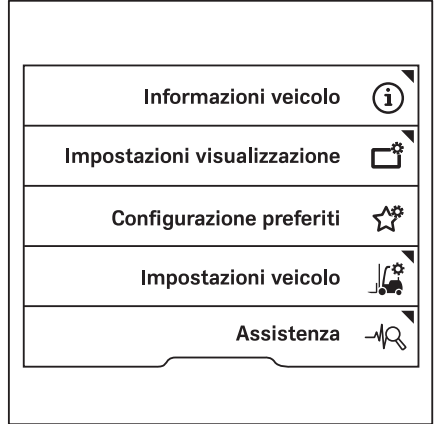 Informazioni veicolo
Impostazioni visualizzazione
Configurazione preferiti
Impostazioni veicolo
Assistenza